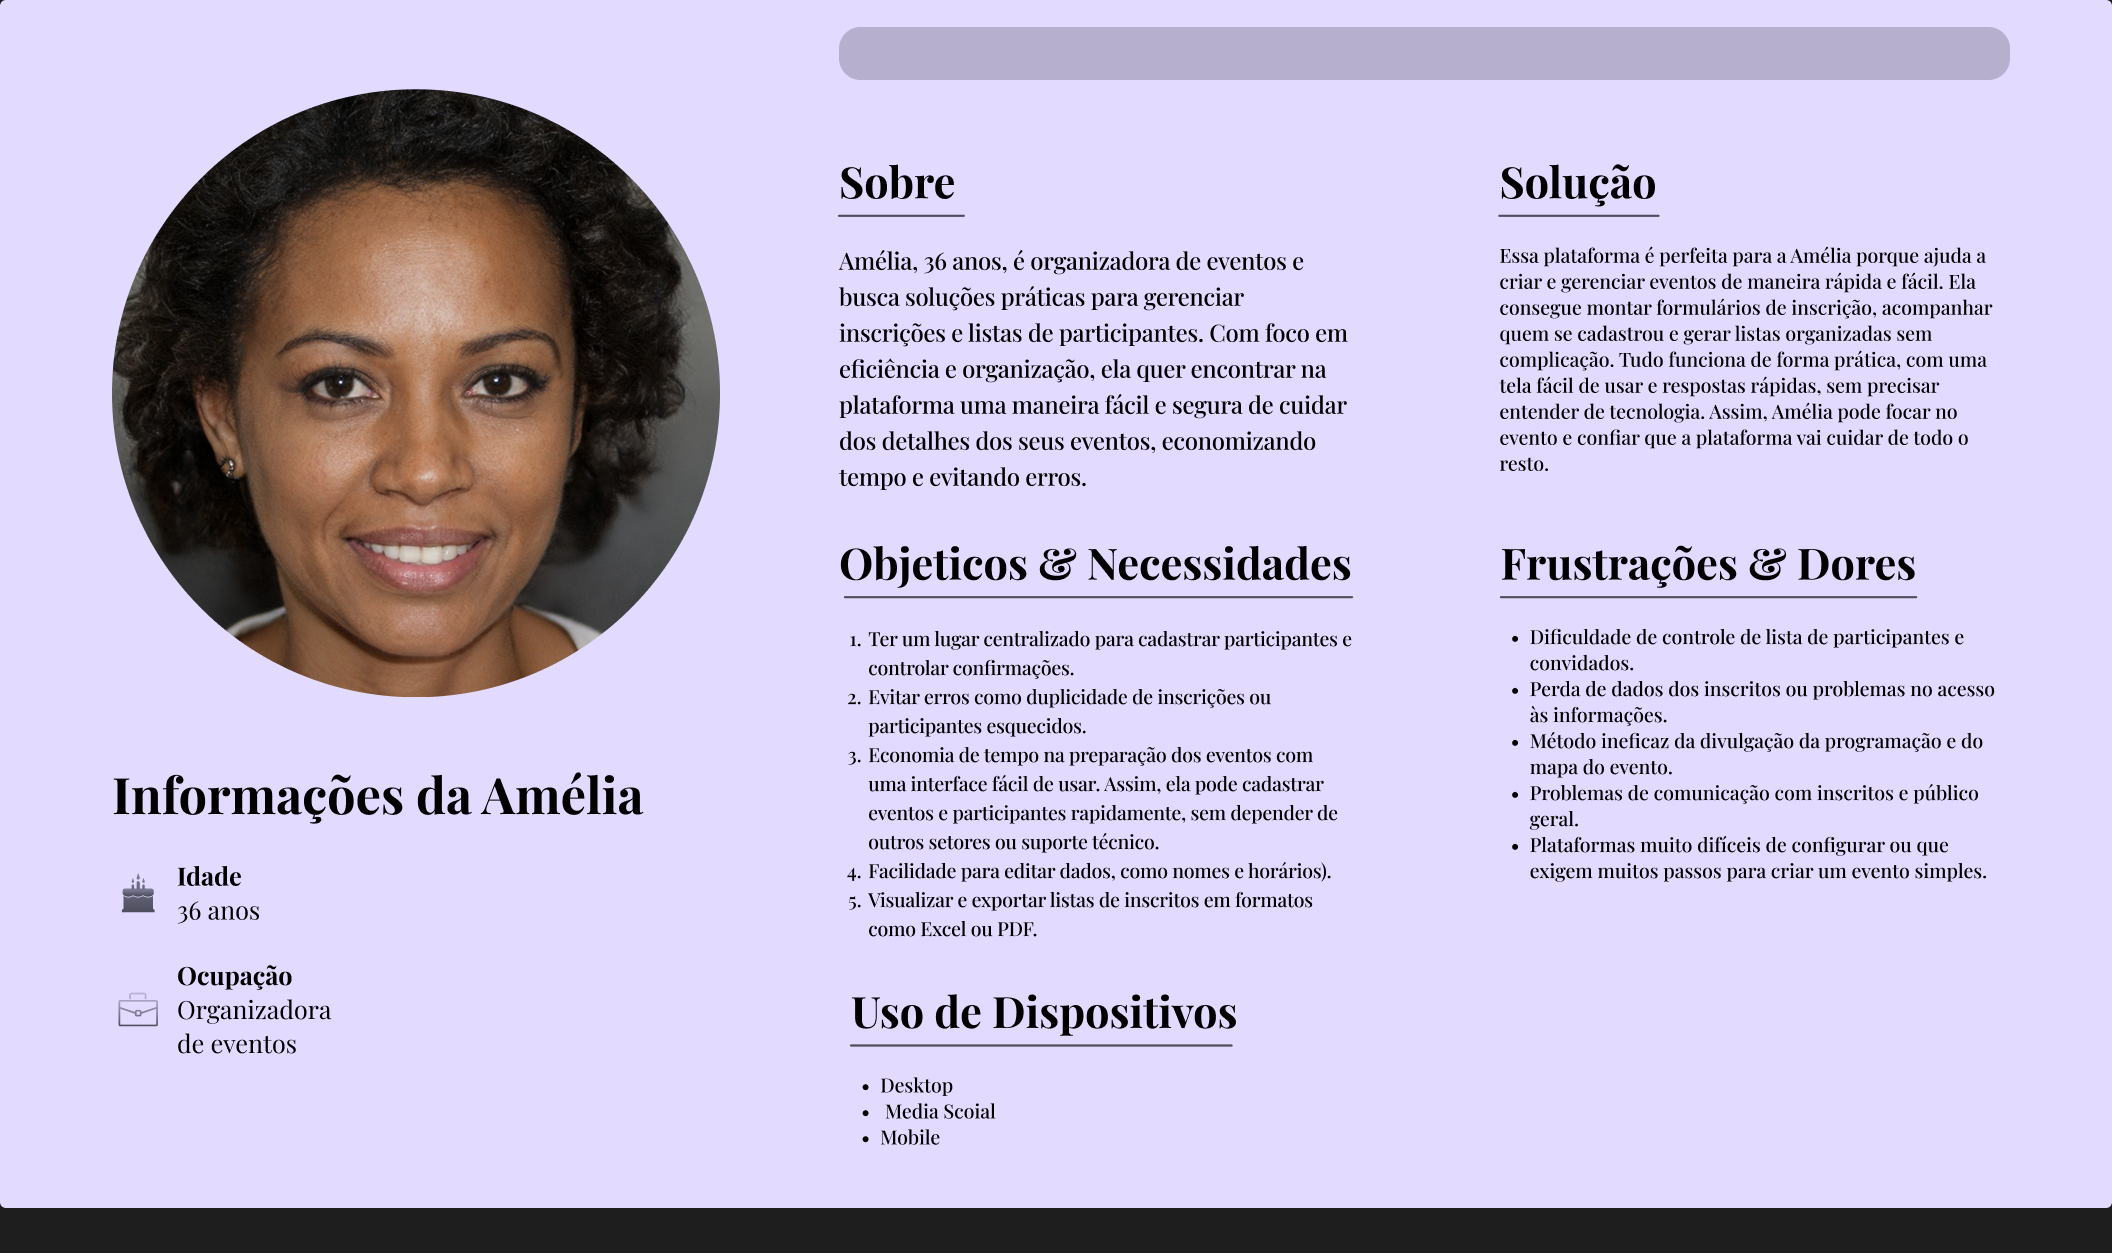 Informações da Amélia
Idade
36 anos
Ocupação
Organizadora
de eventos
Sobre
Amélia, 36 anos, é organizadora de eventos e
busca soluções práticas para gerenciar
inscrições e listas de participantes. Com foco em
eficiência e organização, ela quer encontrar na
plataforma uma maneira fácil e segura de cuidar
dos detalhes dos seus eventos, economizando
tempo e evitando erros.
Objeticos & Necessidades
1. Ter um lugar centralizado para cadastrar participantes e
controlar confirmações.
2. Evitar erros como duplicidade de inscrições ou
participantes esquecidos.
3. Economia de tempo na preparação dos eventos com
uma interface fácil de usar. Assim, ela pode cadastrar
eventos e participantes rapidamente, sem depender de
outros setores ou suporte técnico.
4. Facilidade para editar dados, como nomes e horários).
5. Visualizar e exportar listas de inscritos em formatos
como Excel ou PDF.
Uso de Dispositivos
• Desktop
• Media Scoial
• Mobile
Solução
Essa plataforma é perfeita para a Amélia porque ajuda a
criar e gerenciar eventos de maneira rápida e fácil. Ela
consegue montar formulários de inscrição, acompanhar
quem se cadastrou e gerar listas organizadas sem
complicação. Tudo funciona de forma prática, com uma
tela fácil de usar e respostas rápidas, sem precisar
entender de tecnologia. Assim, Amélia pode focar no
evento e confiar que a plataforma vai cuidar de todo o
resto.
Frustrações & Dores
• Dificuldade de controle de lista de participantes e
convidados.
• Perda de dados dos inscritos ou problemas no acesso
às informações.
• Método ineficaz da divulgação da programação e do
mapa do evento.
• Problemas de comunicação com inscritos e público
geral.
• Plataformas muito difíceis de configurar ou que
exigem muitos passos para criar um evento simples.